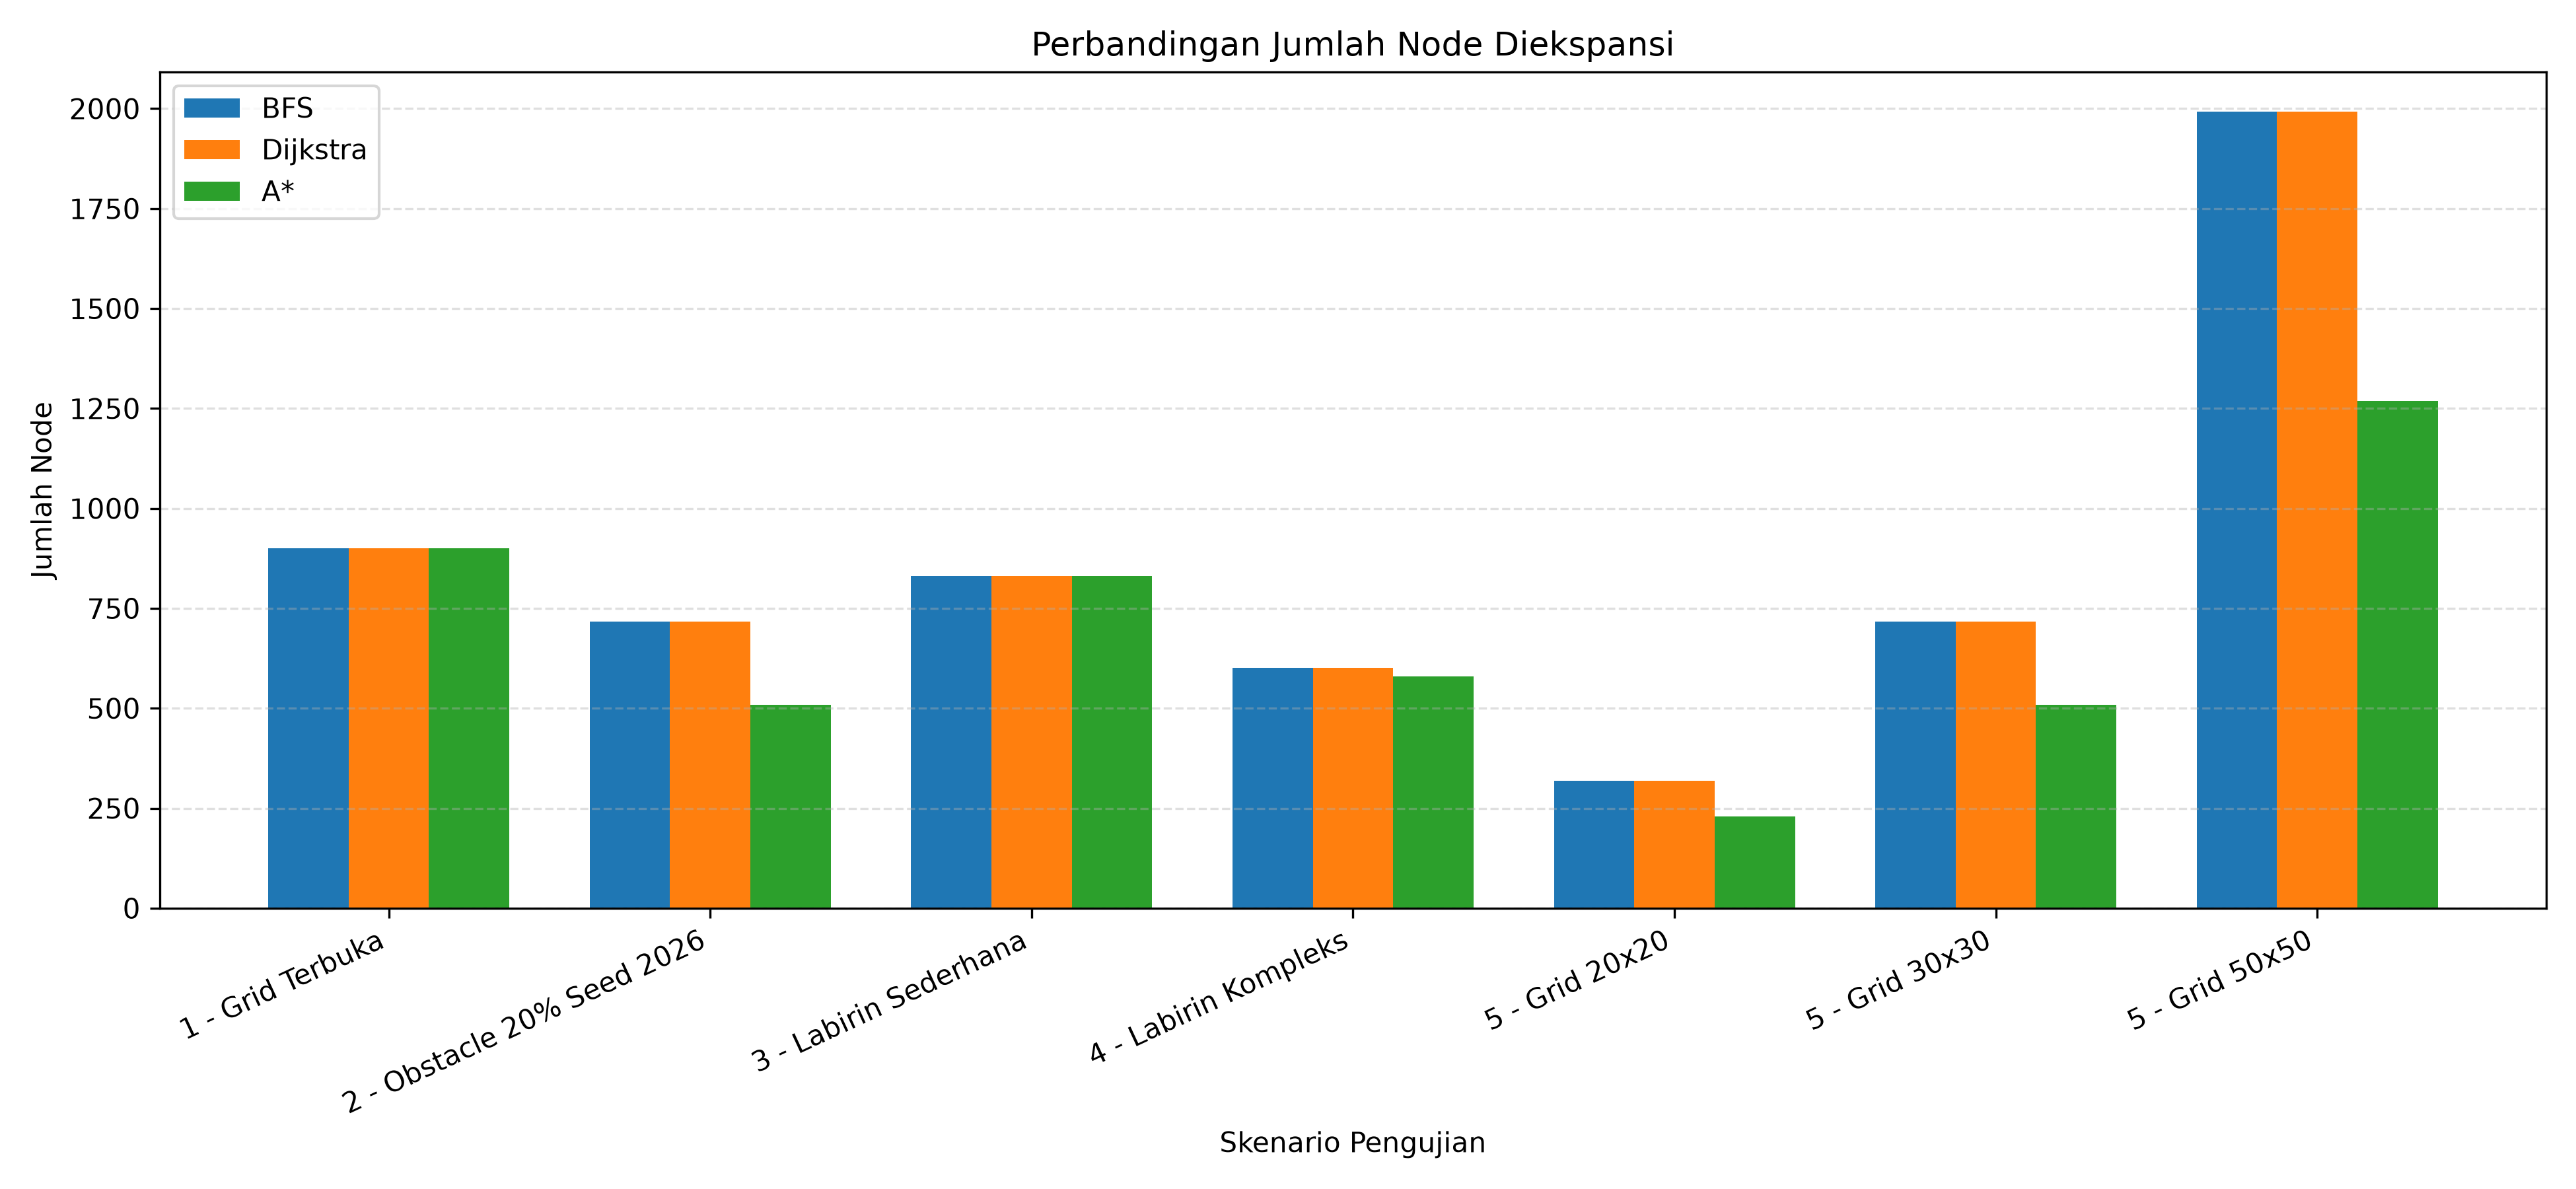 Perbandingan Jumlah Node Diekspansi
BFS
Dijkstra
A*
Jumlah Node
2000
1750
1500
1250
1000
750
500
250
0
1 - Grid Terbuka
2 - Obstacle 20% Seed 2026
3 - Labirin Sederhana
4 - Labirin Kompleks
5 - Grid 20x20
5 - Grid 30x30
5 - Grid 50x50
Skenario Pengujian